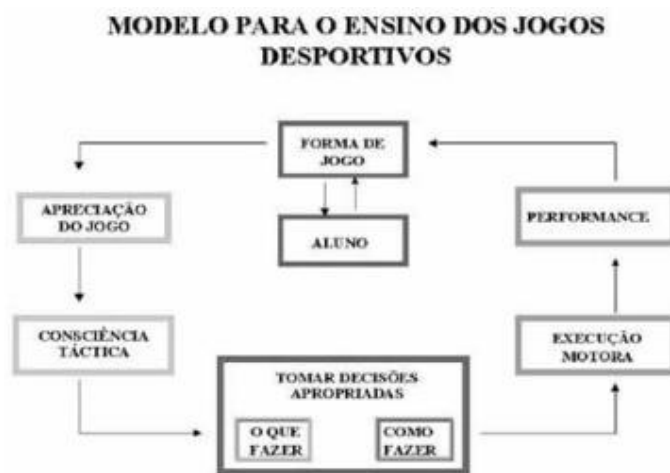 MODELO PARA O ENSINO DOS JOGOS
DESPORTIVOS
FORMA DE
JOGO
APRECIAÇÃO
DO JOGO
ALUNO
PERFORMANCE
CONSCIÊNCIA
TÁCTICA
EXECUÇÃO
MOTORA
TOMAR DECISÕES
APROPRIADAS
O QUE
FAZER
COMO
FAZER